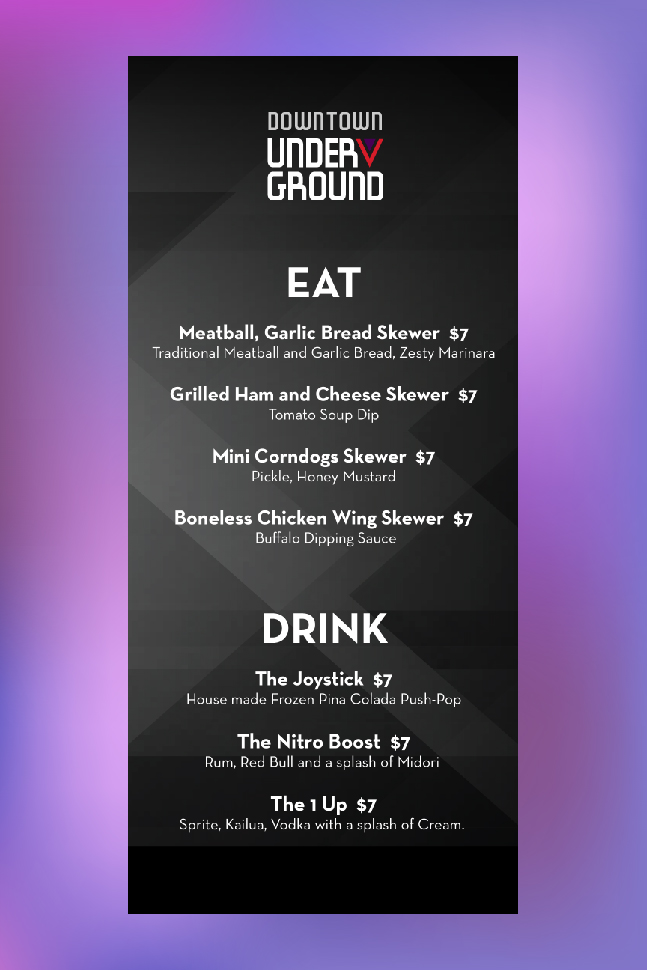 DOWNTOWN
UNDER
GROUND
EAT
Meatball, Garlic Bread Skewer $7
Traditional Meatball and Garlic Bread, Zesty Marinara
Grilled Ham and Cheese Skewer $7
Tomato Soup Dip
Mini Corndogs Skewer $7
Pickle, Honey Mustard
Boneless Chicken Wing Skewer $7
Buffalo Dipping Sauce
DRINK
The Joystick $7
House made Frozen Pina Colada Push-Pop
The Nitro Boost $7
Rum, Red Bull and a splash of Midori
The 1 Up $7
Sprite, Kailua, Vodka with a splash of Cream.